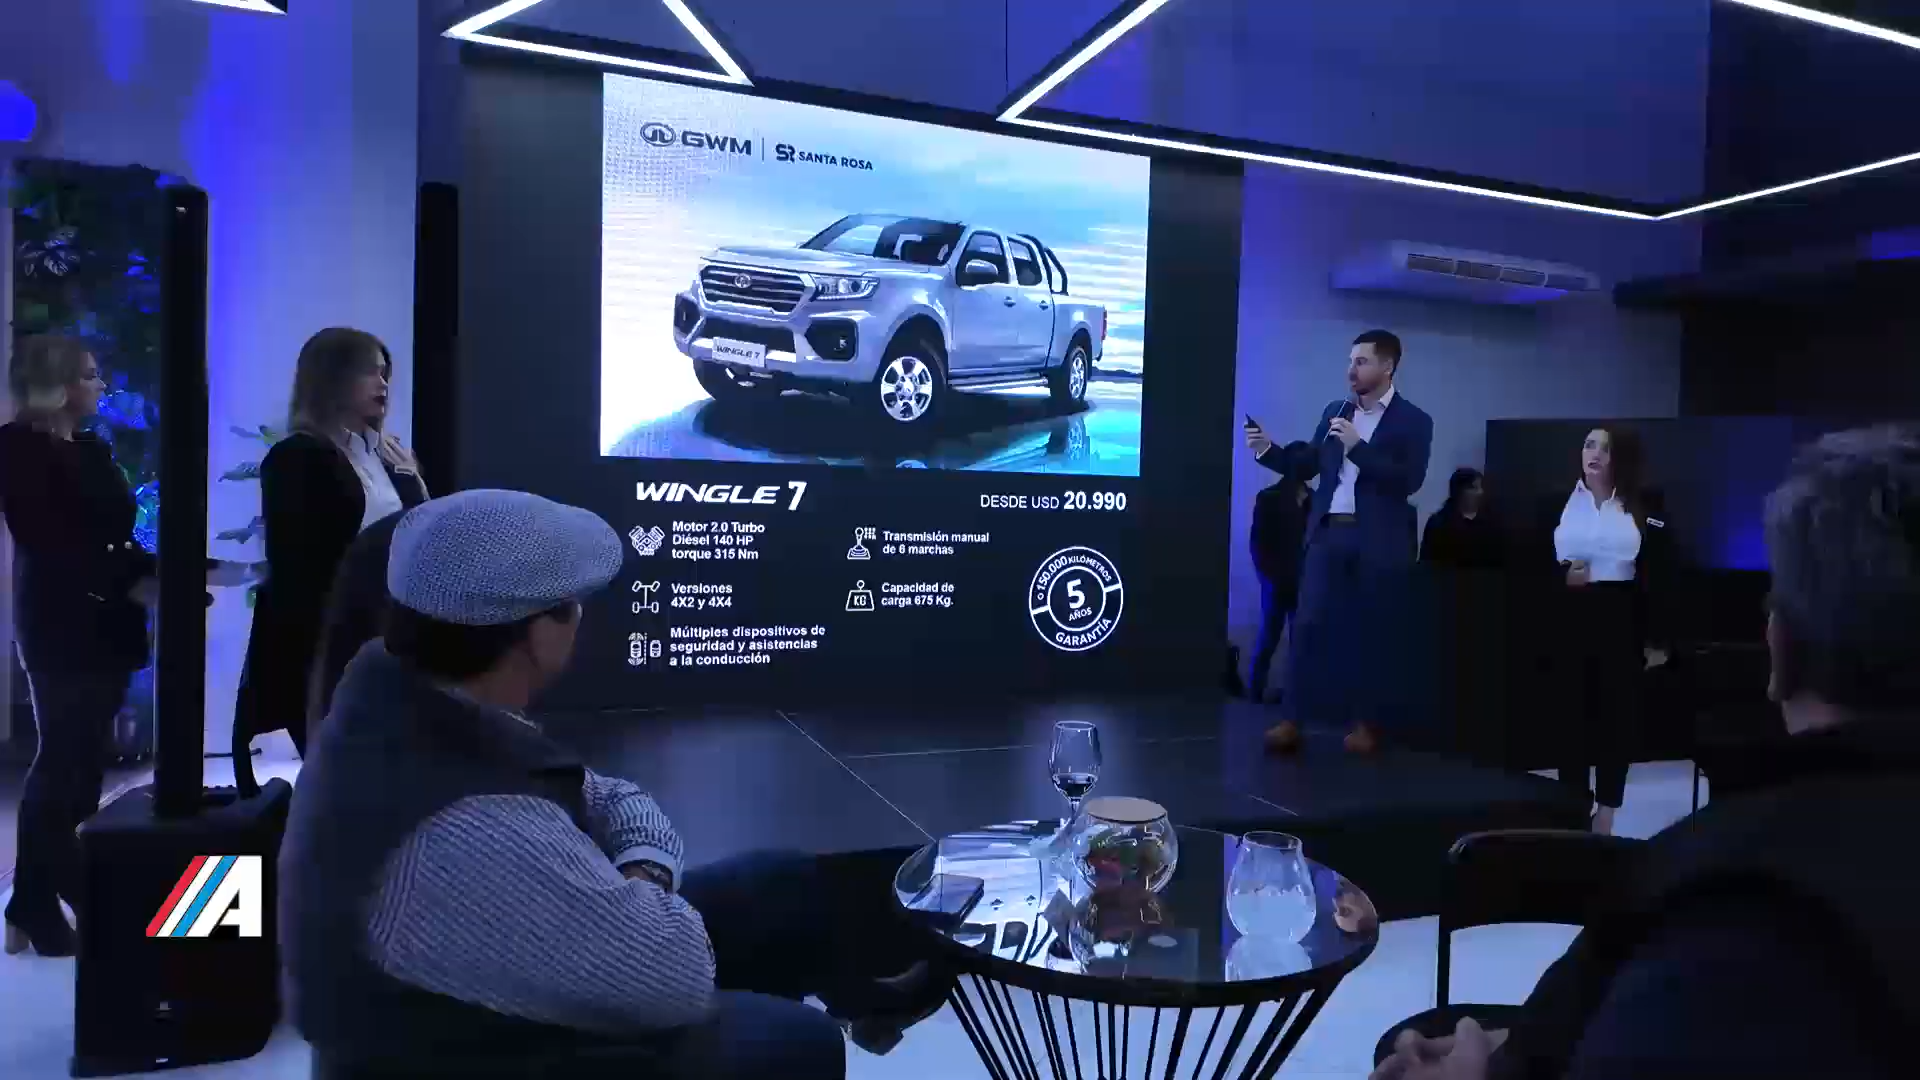 GWM | SR SANTA ROSA
WINGLE 7
WINGLE 7
DESDE USD 20.990
Motor 2.0 Turbo
Diésel 140 HP
torque 315 Nm
Transmisión manual
de 6 marchas
Versiones
4X2 y 4X4
KG
Capacidad de
carga 675 Kg.
Múltiples dispositivos de
seguridad y asistencias
a la conducción
O 150.000 KILÓMETROS
5
AÑOS
GARANTÍA
A